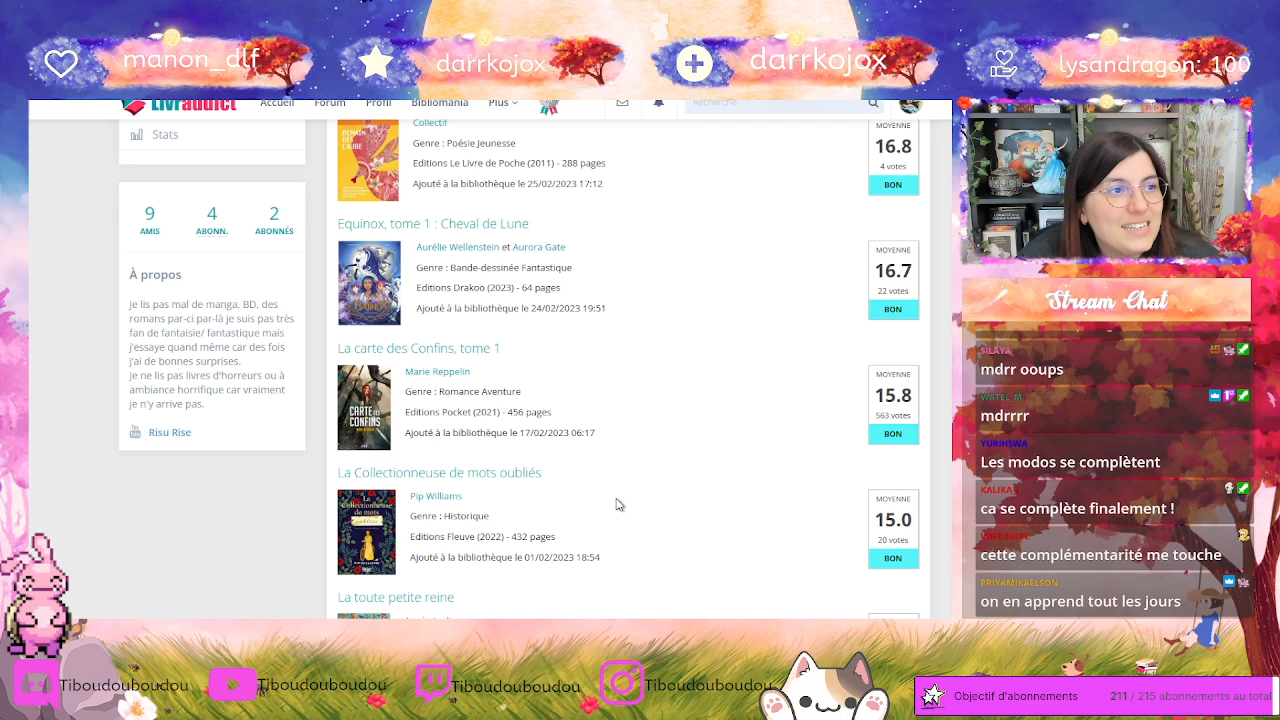 manon_dlf
darrkojox
darrkojox
lysandragon: 100
Livraddict
Accueil
Forum
Profil
Bibliomania
Plus
Recherche
Stats
9
AMIS
4
ABONN.
2
ABONNÉS
À propos
Je lis pas mal de manga, BD, des
romans par-ci par-là je suis pas très
fan de fantaisie/ fantastique mais
j'essaye quand même car des fois
j'ai de bonnes surprises.
Je ne lis pas livres d'horreurs ou à
ambiance horrifique car vraiment
je n'y arrive pas.
Risu Rise
Collectif
Genre : Poésie Jeunesse
Editions Le Livre de Poche (2011) - 288 pages
Ajouté à la bibliothèque le 25/02/2023 17:12
MOYENNE
16.8
4 votes
BON
Equinox, tome 1 : Cheval de Lune
Aurélie Wellenstein et Aurora Gate
Genre : Bande-dessinée Fantastique
Editions Drakoo (2023) - 64 pages
Ajouté à la bibliothèque le 24/02/2023 19:51
MOYENNE
16.7
22 votes
BON
La carte des Confins, tome 1
Marie Reppelin
Genre : Romance Aventure
Editions Pocket (2021) - 456 pages
Ajouté à la bibliothèque le 17/02/2023 06:17
MOYENNE
15.8
563 votes
BON
La Collectionneuse de mots oubliés
Pip Williams
Genre : Historique
Editions Fleuve (2022) - 432 pages
Ajouté à la bibliothèque le 01/02/2023 18:54
MOYENNE
15.0
20 votes
BON
La toute petite reine
Stream Chat
SILAYA_
mdrr ooups
WATEL_M
mdrrrr
YURIHSWA
Les modos se complètent
KALIKA_
ca se complète finalement !
cette complémentarité me touche
PRIYAMIKAELSON
on en apprend tout les jours
Tiboudouboudou
Tiboudouboudou
Tiboudouboudou
Tiboudouboudou
Objectif d'abonnements
211 / 215 abonnements au total